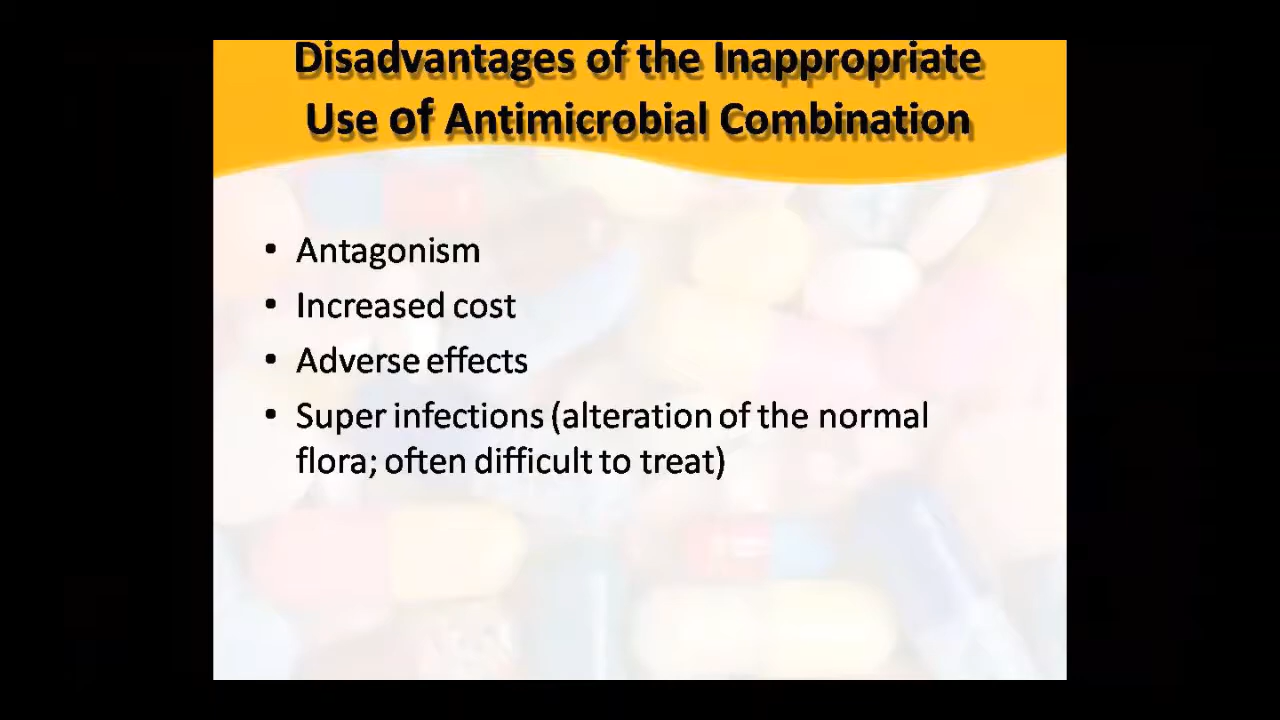 Disadvantages of the Inappropriate
Use of Antimicrobial Combination
• Antagonism
• Increased cost
• Adverse effects
• Super infections (alteration of the normal
flora; often difficult to treat)